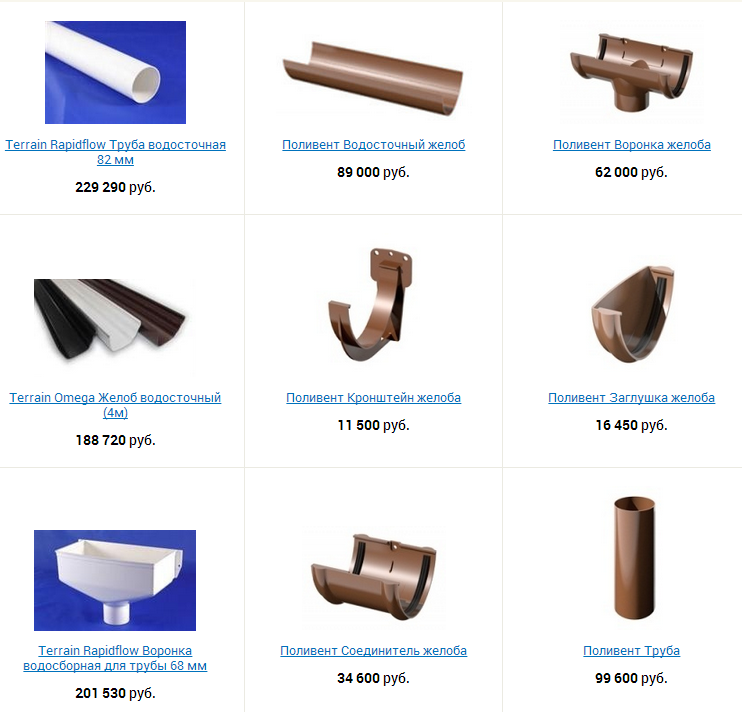 Terrain Rapidflow Труба водосточная
82 мм
229 290 руб.
Поливент Водосточный желоб
89 000 руб.
Поливент Воронка желоба
62 000 руб.
Terrain Omega Желоб водосточный
(4м)
188 720 руб.
Поливент Кронштейн желоба
11 500 руб.
Поливент Заглушка желоба
16 450 руб.
Terrain Rapidflow Воронка
водосборная для трубы 68 мм
201 530 руб.
Поливент Соединитель желоба
34 600 руб.
Поливент Труба
99 600 руб.